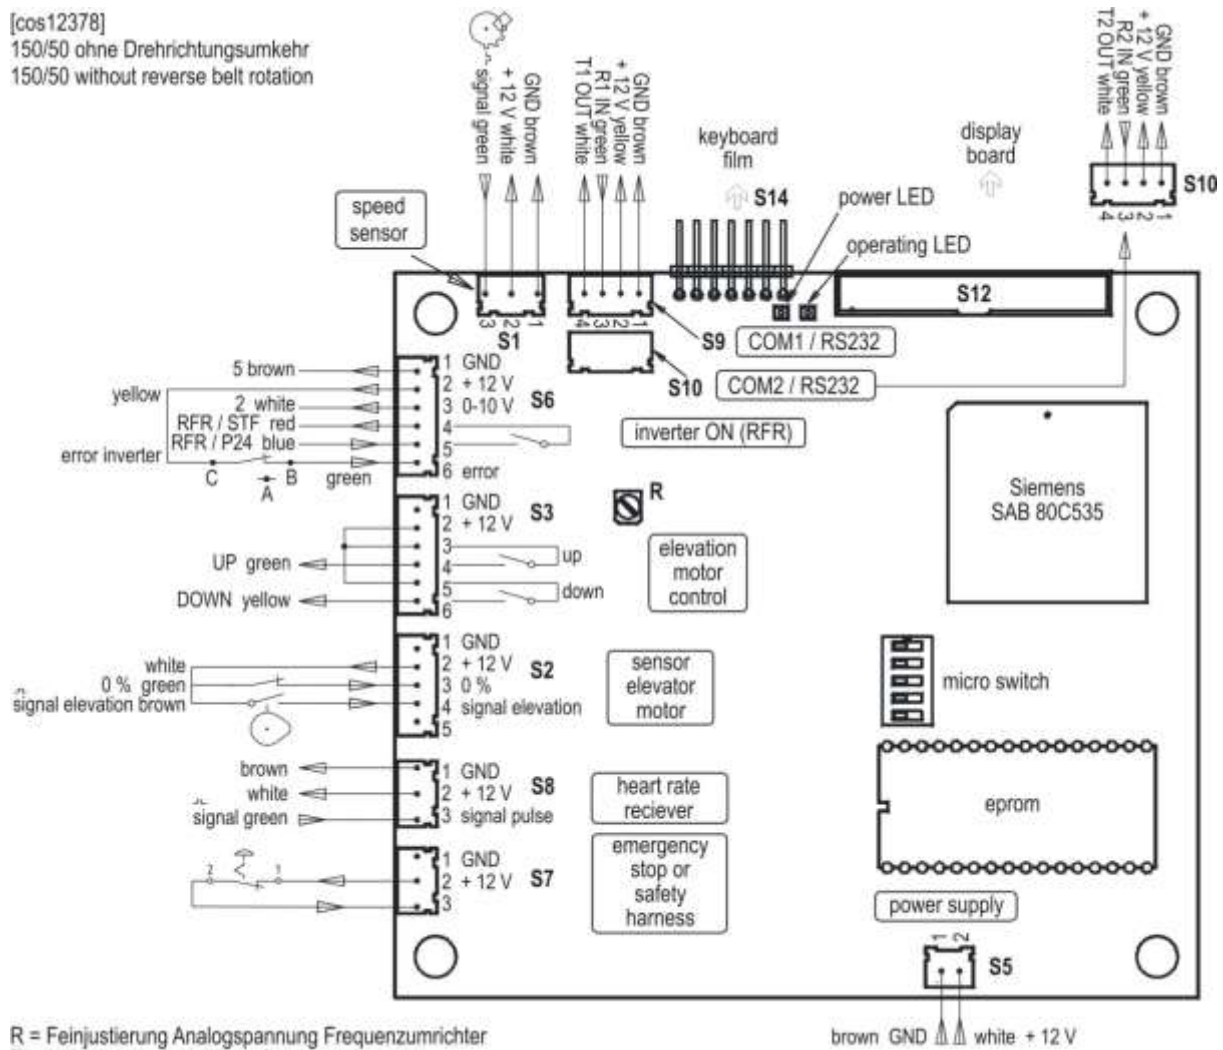 [cos12378]
150/50 ohne Drehrichtungsumkehr
150/50 without reverse belt rotation
signal green
+ 12 V white
GND brown
T1 OUT white
R1 IN green
+ 12 V yellow
GND brown
T2 OUT white
R2 IN green
+ 12 V yellow
GND brown
keyboard
film
S14
display
board
S10
4 3 2 1
power LED
operating LED
speed
sensor
3 2 1
S1
4 3 2 1
S9
COM1 / RS232
S12
S10
COM2 / RS232
5 brown
1 GND
yellow
2 + 12 V
S6
2 white
3 0-10 V
RFR / STF red
4
inverter ON (RFR)
RFR / P24 blue
5
error inverter
C
A
B
green
6 error
R
Siemens
SAB 80C535
1 GND
S3
2 + 12 V
3
up
UP green
4
5
down
DOWN yellow
6
elevation
motor
control
1 GND
white
2 + 12 V
S2
0 % green
3 0 %
signal elevation brown
4 signal elevation
5
sensor
elevator
motor
micro switch
brown
1 GND
S8
white
2 + 12 V
signal green
3 signal pulse
heart rate
reciever
eprom
1 GND
2
1
2 + 12 V
S7
3
emergency
stop or
safety
harness
power supply
1 2
S5
R = Feinjustierung Analogspannung Frequenzumrichter
brown GND
white + 12 V